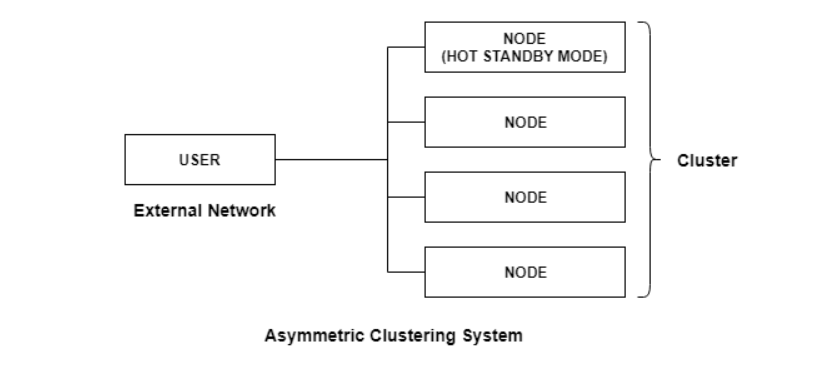 NODE
(HOT STANDBY MODE)
NODE
USER
Cluster
External Network
NODE
NODE
Asymmetric Clustering System